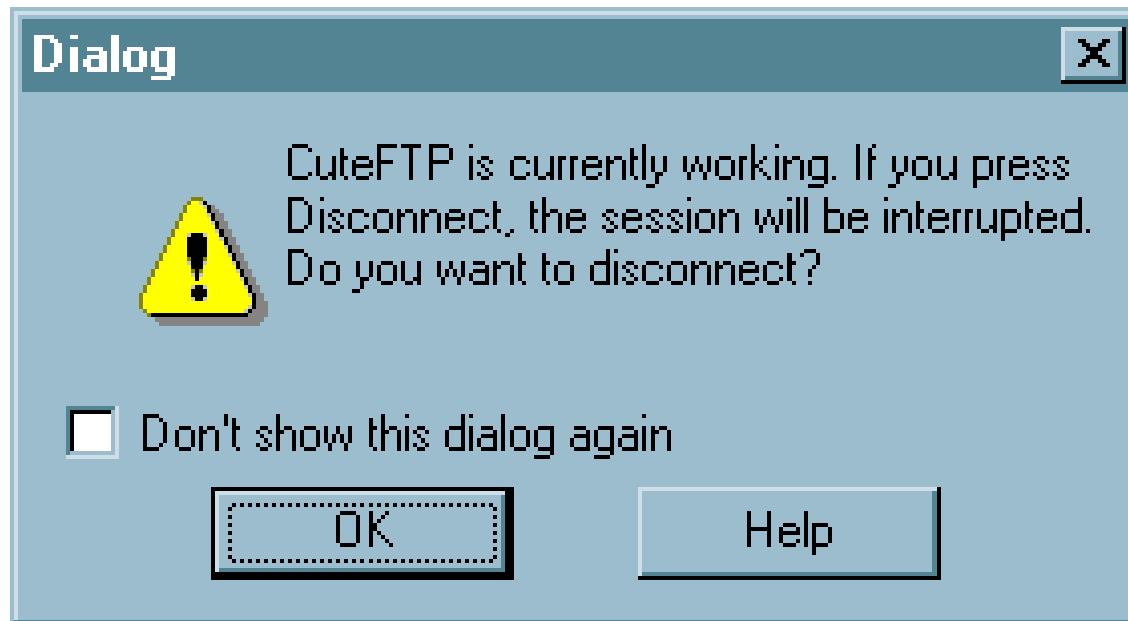 Dialog
CuteFTP is currently working. If you press
Disconnect, the session will be interrupted.
Do you want to disconnect?
Don't show this dialog again
OK
Help